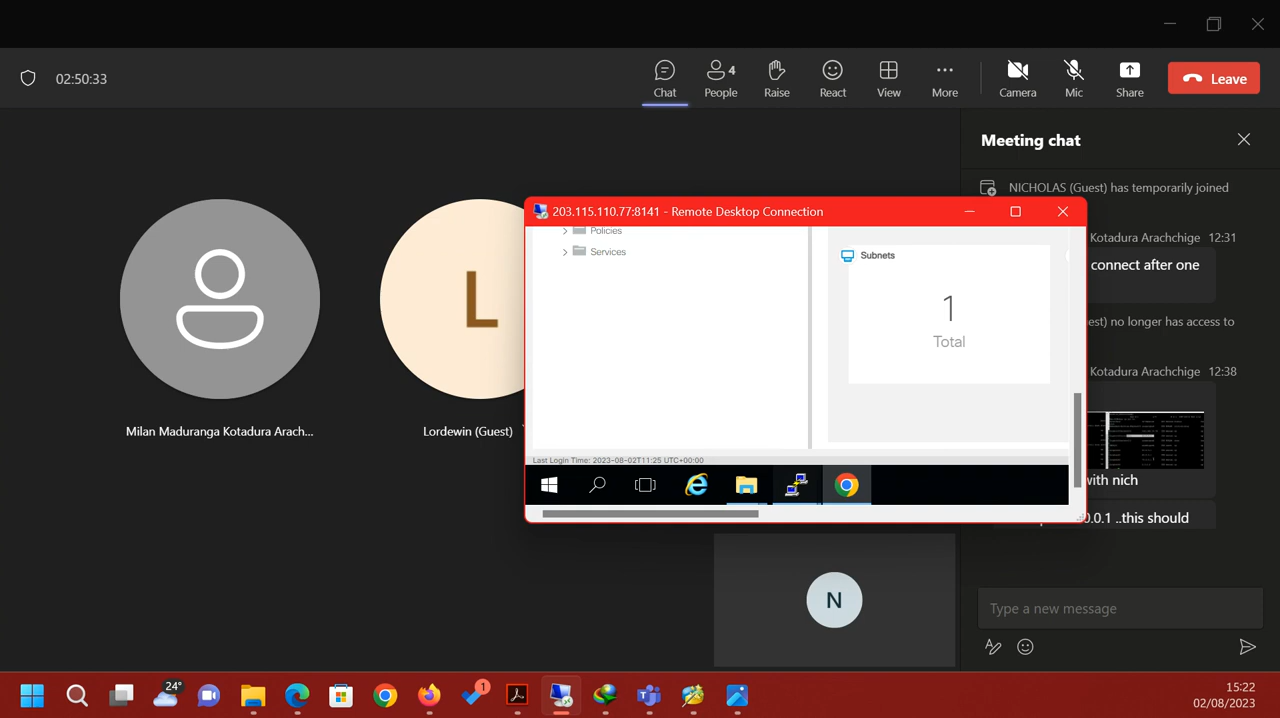 02:50:33
Chat
4
People
Raise
React
View
More
Camera
Mic
Share
Leave
Meeting chat
NICHOLAS (Guest) has temporarily joined
Kotadura Arachchige 12:31
connect after one
no longer has access to
Kotadura Arachchige 12:38
with nich
0.0.1 ..this should
Type a new message
L
Milan Maduranga Kotadura Arach...
Lordewin (Guest)
203.115.110.77:8141 - Remote Desktop Connection
Policies
Services
Subnets
1
Total
Last Login Time: 2023-08-02T11:25 UTC+00:00
N
24°
1
15:22
02/08/2023